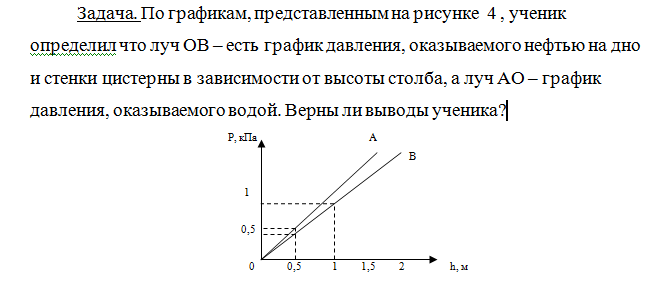 Задача. По графикам, представленным на рисунке 4 , ученик
определил что луч ОВ – есть график давления, оказываемого нефтью на дно
и стенки цистерны в зависимости от высоты столба, а луч АО – график
давления, оказываемого водой. Верны ли выводы ученика?
Р, кПа А
В
1
0,5
0 0,5 1 1,5 2 h, м